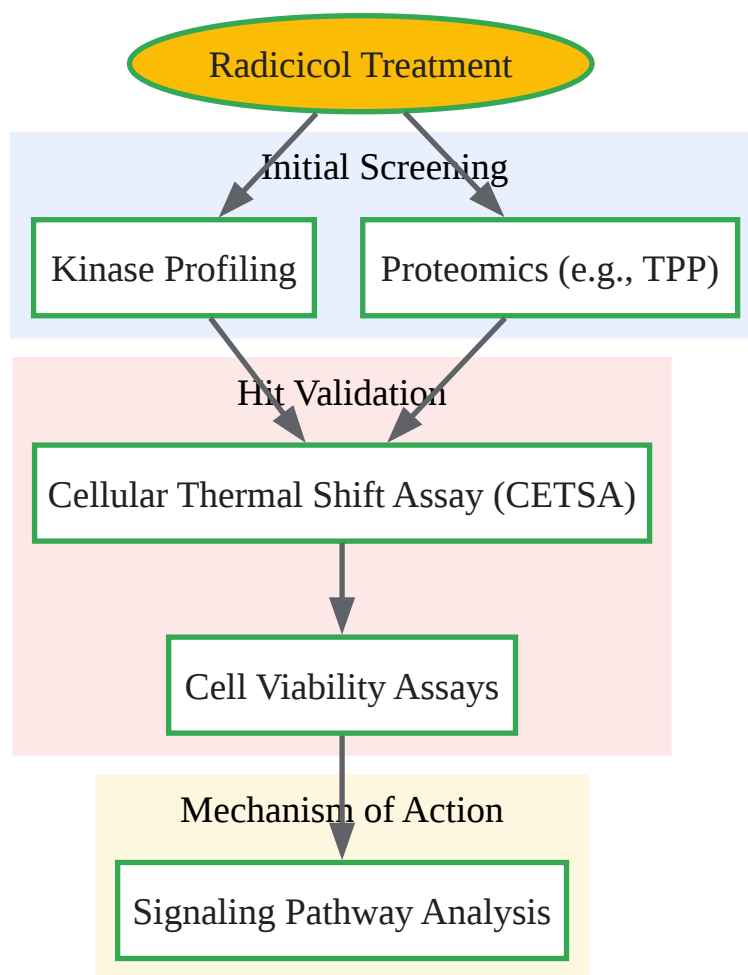 Radicicol Treatment
Initial Screening
Kinase Profiling
Proteomics (e.g., TPP)
Hit Validation
Cellular Thermal Shift Assay (CETSA)
Cell Viability Assays
Mechanism of Action
Signaling Pathway Analysis